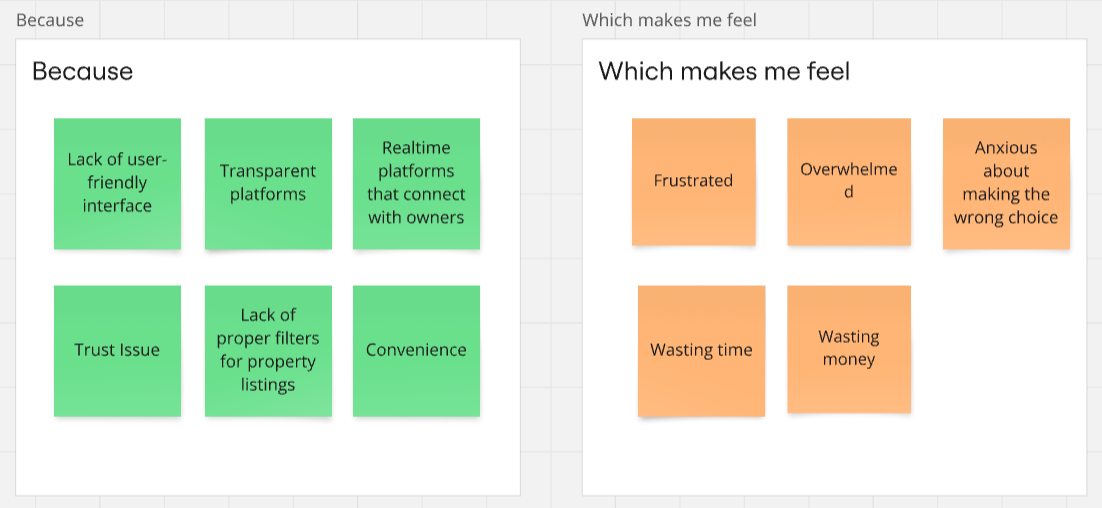 Because
Which makes me feel
Because
Which makes me feel
Lack of user-
friendly
interface
Transparent
platforms
Realtime
platforms
that connect
with owners
Frustrated
Overwhelme
d
Anxious
about
making the
wrong choice
Trust Issue
Lack of
proper filters
for property
listings
Convenience
Wasting time
Wasting
money